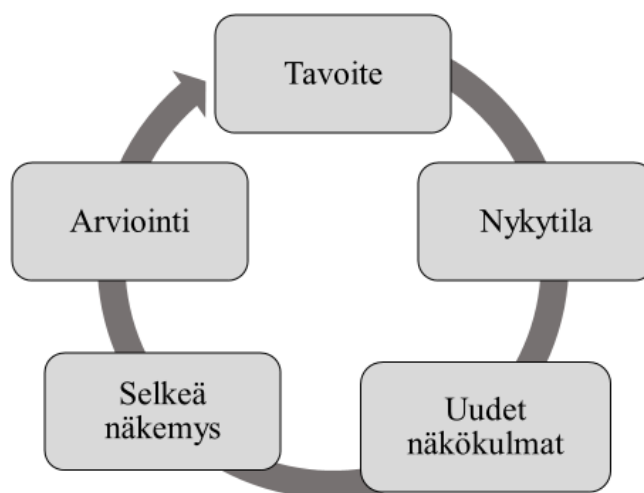 Tavoite
Nykytila
Uudet
näkökulmat
Selkeä
näkemys
Arviointi